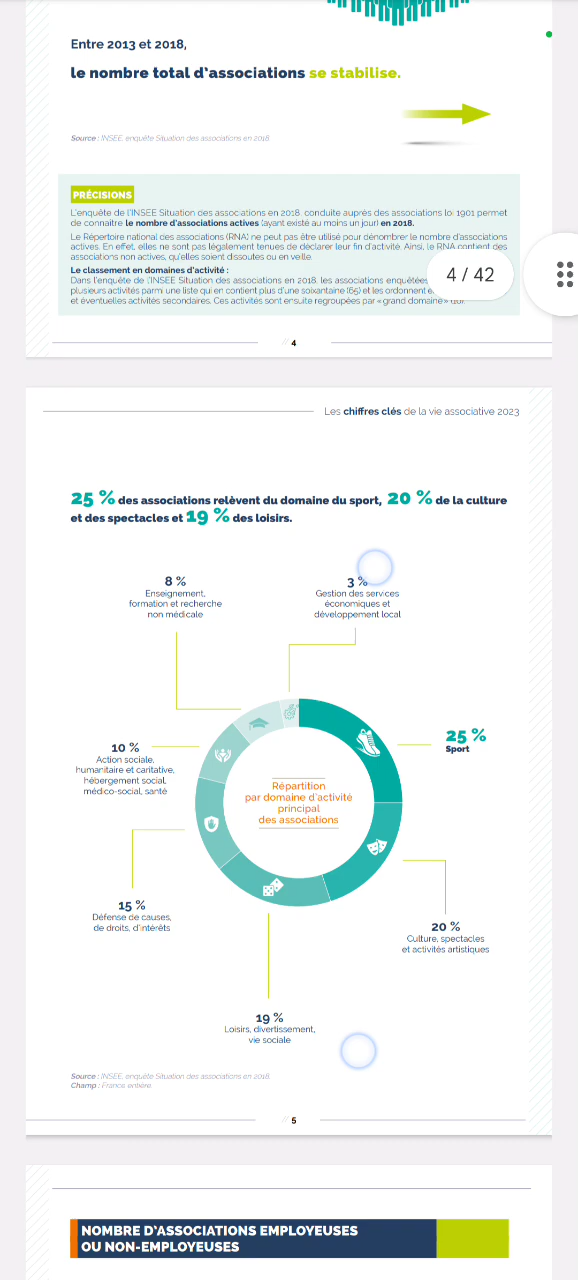 Entre 2013 et 2018,
le nombre total d'associations se stabilise.
Source : INSEE, enquête Situation des associations en 2018
PRÉCISIONS
L'enquête de l'INSEE Situation des associations en 2018, conduite auprès des associations loi 1901 permet
de connaître le nombre d'associations actives (ayant existé au moins un jour) en 2018.
Le Répertoire national des associations (RNA) ne peut pas être utilisé pour dénombrer le nombre d'associations
actives. En effet, elles ne sont pas légalement tenues de déclarer leur fin d'activité. Ainsi, le RNA contient des
associations non actives, qu'elles soient dissoutes ou en veille.
Le classement en domaines d'activité :
Dans l'enquête de l'INSEE Situation des associations en 2018, les associations enquêtées
plusieurs activités parmi une liste qui en contient plus d'une soixantaine (65) et les ordonnent
et éventuelles activités secondaires. Ces activités sont ensuite regroupées par « grand domaine » (10).
4 / 42
4
Les chiffres clés de la vie associative 2023
25 % des associations relèvent du domaine du sport, 20 % de la culture
et des spectacles et 19 % des loisirs.
8 %
Enseignement,
formation et recherche
non médicale
3 %
Gestion des services
économiques et
développement local
25 %
Sport
10 %
Action sociale,
humanitaire et caritative,
hébergement social,
médico-social, santé
Répartition
par domaine d'activité
principal
des associations
15 %
Défense de causes,
de droits, d'intérêts
20 %
Culture, spectacles
et activités artistiques
19 %
Loisirs, divertissement,
vie sociale
Source : INSEE, enquête Situation des associations en 2018.
Champ : France entière.
5
NOMBRE D'ASSOCIATIONS EMPLOYEUSES
OU NON-EMPLOYEUSES